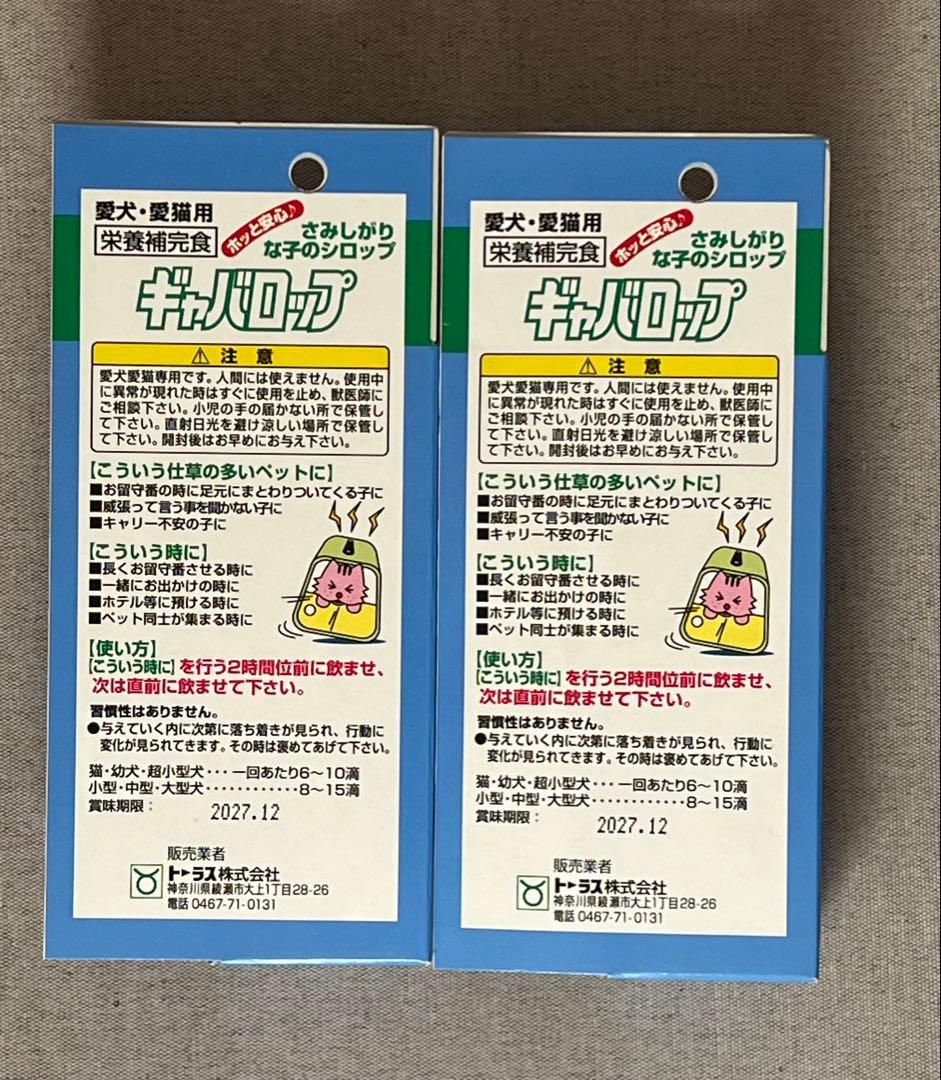 愛犬・愛猫用
栄養補完食
ホッと安心♪
さみしがり
な子のシロップ
ギャバロップ
⚠ 注 意
愛犬愛猫専用です。人間には使えません。使用中
に異常が現れた時はすぐに使用を止め、獣医師に
ご相談下さい。小児の手の届かない所で保管し
て下さい。直射日光を避け涼しい場所で保管し
て下さい。開封後はお早めにお与え下さい。
【こういう仕草の多いペットに】
■お留守番の時に足元にまとわりついてくる子に
■威張って言う事を聞かない子に
■キャリー不安の子に
【こういう時に】
■長くお留守番させる時に
■一緒にお出かけの時に
■ホテル等に預ける時に
■ペット同士が集まる時に
【使い方】
[こういう時に]を行う2時間位前に飲ませ、
次は直前に飲ませて下さい。
習慣性はありません。
●与えていく内に次第に落ち着きが見られ、行動に
変化が見られてきます。その時は褒めてあげて下さい。
猫・幼犬・超小型犬・・・一回あたり6〜10滴
小型・中型・大型犬・・・・・・・・・・・・8〜15滴
賞味期限： 2027.12
販売業者
トーラス株式会社
神奈川県綾瀬市大上1丁目28-26
電話 0467-71-0131
愛犬・愛猫用
栄養補完食
ホッと安心♪
さみしがり
な子のシロップ
ギャバロップ
⚠ 注 意
愛犬愛猫専用です。人間には使えません。使用中
に異常が現れた時はすぐに使用を止め、獣医師に
ご相談下さい。小児の手の届かない所で保管し
て下さい。直射日光を避け涼しい場所で保管し
て下さい。開封後はお早めにお与え下さい。
【こういう仕草の多いペットに】
■お留守番の時に足元にまとわりついてくる子に
■威張って言う事を聞かない子に
■キャリー不安の子に
【こういう時に】
■長くお留守番させる時に
■一緒にお出かけの時に
■ホテル等に預ける時に
■ペット同士が集まる時に
【使い方】
[こういう時に]を行う2時間位前に飲ませ、
次は直前に飲ませて下さい。
習慣性はありません。
●与えていく内に次第に落ち着きが見られ、行動に
変化が見られてきます。その時は褒めてあげて下さい。
猫・幼犬・超小型犬・・・一回あたり6〜10滴
小型・中型・大型犬・・・・・・・・・・・・8〜15滴
賞味期限： 2027.12
販売業者
トーラス株式会社
神奈川県綾瀬市大上1丁目28-26
電話 0467-71-0131